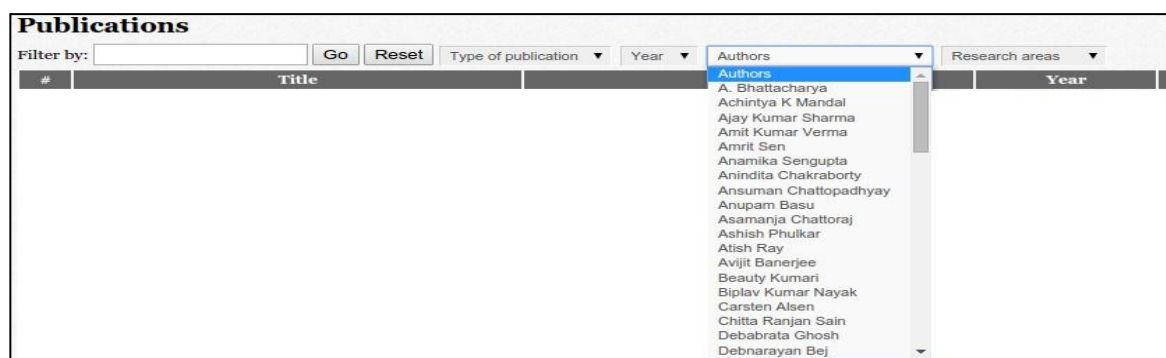 Publications
Filter by: Go Reset Type of publication Year Authors Research areas
# Title Year
Authors
A. Bhattacharya
Achintya K Mandal
Ajay Kumar Sharma
Amit Kumar Verma
Amrit Sen
Anamika Sengupta
Anindita Chakraborty
Ansuman Chattopadhyay
Anupam Basu
Asamanja Chattoraj
Ashish Phulkar
Atish Ray
Avijit Banerjee
Beauty Kumari
Biplav Kumar Nayak
Carsten Alsen
Chitta Ranjan Sain
Debabrata Ghosh
Debnarayan Bej